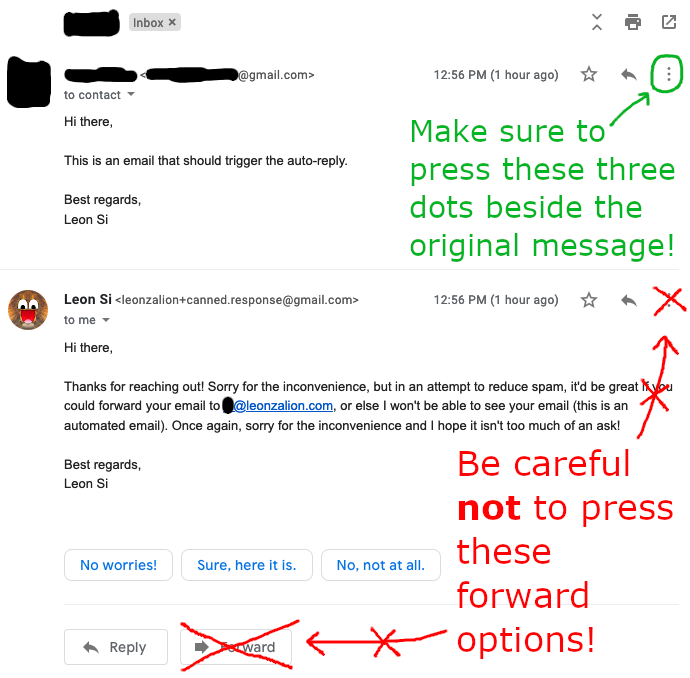 Inbox ×
<@gmail.com> 12:56 PM (1 hour ago)
to contact
Hi there,
This is an email that should trigger the auto-reply.
Best regards,
Leon Si
Make sure to
press these three
dots beside the
original message!
Leon Si <leonzalion+canned.response@gmail.com> 12:56 PM (1 hour ago)
to me
Hi there,
Thanks for reaching out! Sorry for the inconvenience, but in an attempt to reduce spam, it'd be great if you
could forward your email to @leonzalion.com, or else I won't be able to see your email (this is an
automated email). Once again, sorry for the inconvenience and I hope it isn't too much of an ask!
Best regards,
Leon Si
Be careful
not to press
these
forward
options!
No worries! Sure, here it is. No, not at all.
Reply Forward